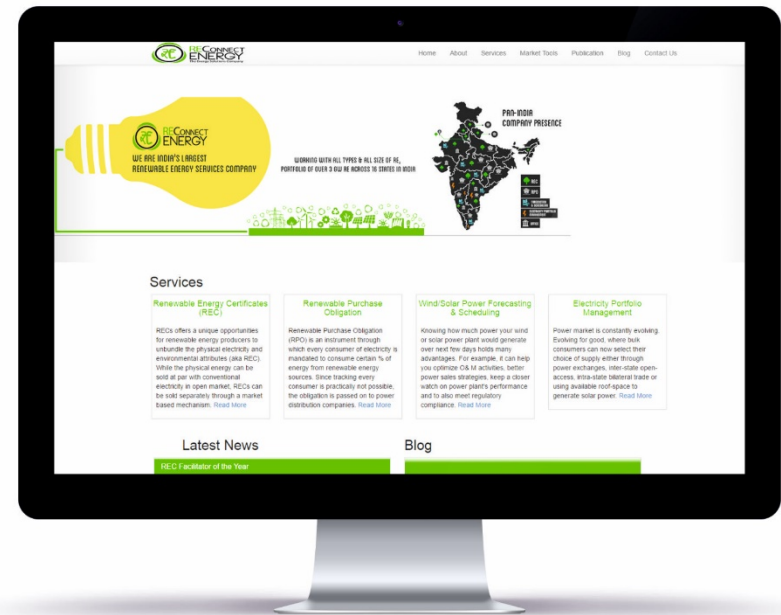 RECONNECT ENERGY
Home About Services Market Tools Publication Blog Contact Us
RECONNECT
ENERGY
WE ARE INDIA'S LARGEST
RENEWABLE ENERGY SERVICES COMPANY
WORKING WITH ALL TYPES & ALL SIZE OF RE,
PORTFOLIO OF OVER 3 GW RE ACROSS 16 STATES IN INDIA
PAN-INDIA
COMPANY PRESENCE
REC
RPO
Services
Renewable Energy Certificates
(REC)
RECs offers a unique opportunities
for renewable energy producers to
unbundle the physical electricity and
environmental attributes (aka REC).
While the physical energy can be
sold at par with conventional
electricity in open market, RECs can
be sold separately through a market
based mechanism. Read More
Renewable Purchase
Obligation
Renewable Purchase Obligation
(RPO) is an instrument through
which every consumer of electricity is
mandated to consume certain % of
energy from renewable energy
sources. Since tracking every
consumer is practically not possible,
the obligation is passed on to power
distribution companies. Read More
Wind/Solar Power Forecasting
& Scheduling
Knowing how much power your wind
or solar power plant would generate
over next few days holds many
advantages. For example, it can help
you optimize O& M activities, better
power sales strategies, keep a closer
watch on power plant's performance
and to also meet regulatory
compliance. Read More
Electricity Portfolio
Management
Power market is constantly evolving.
Evolving for good, where bulk
consumers can now select their
choice of supply either through
power exchanges, inter-state open-
access, intra-state bilateral trade or
using available roof-space to
generate solar power. Read More
Latest News
REC Facilitator of the Year
Blog